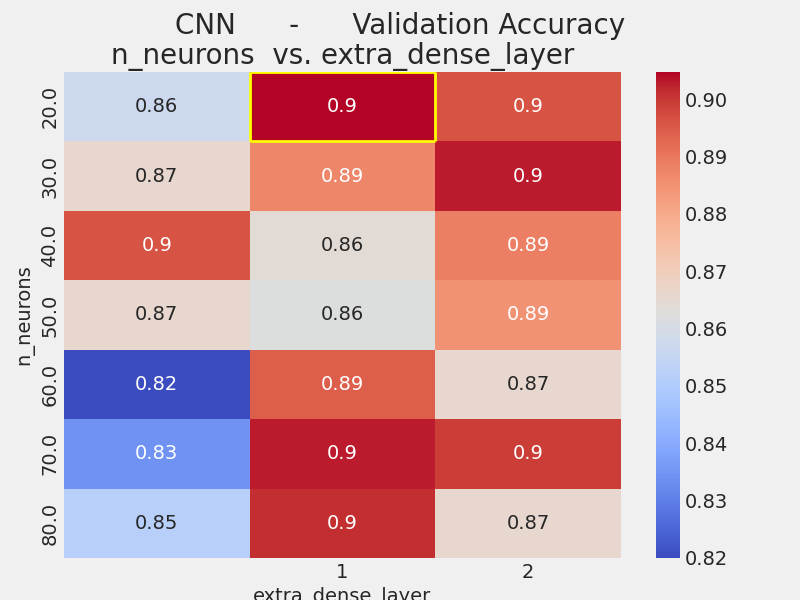 CNN - Validation Accuracy
n_neurons vs. extra_dense_layer
20.0 0.86 0.9 0.9
30.0 0.87 0.89 0.9
40.0 0.9 0.86 0.89
50.0 0.87 0.86 0.89
60.0 0.82 0.89 0.87
70.0 0.83 0.9 0.9
80.0 0.85 0.9 0.87
n_neurons
1 2
extra_dense_layer
0.90
0.89
0.88
0.87
0.86
0.85
0.84
0.83
0.82